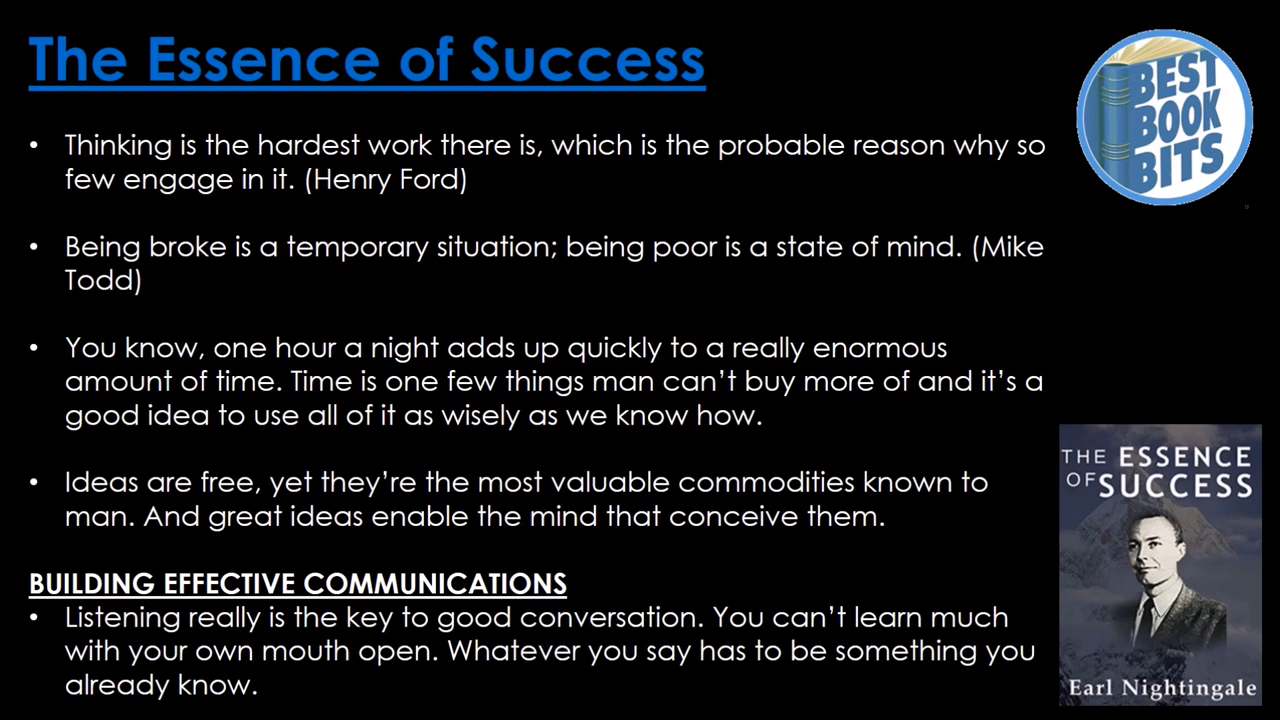 The Essence of Success
BEST
BOOK
BITS
• Thinking is the hardest work there is, which is the probable reason why so
few engage in it. (Henry Ford)
• Being broke is a temporary situation; being poor is a state of mind. (Mike
Todd)
• You know, one hour a night adds up quickly to a really enormous
amount of time. Time is one few things man can't buy more of and it's a
good idea to use all of it as wisely as we know how.
• Ideas are free, yet they're the most valuable commodities known to
man. And great ideas enable the mind that conceive them.
BUILDING EFFECTIVE COMMUNICATIONS
• Listening really is the key to good conversation. You can't learn much
with your own mouth open. Whatever you say has to be something you
already know.
THE ESSENCE
OF SUCCESS
Earl Nightingale